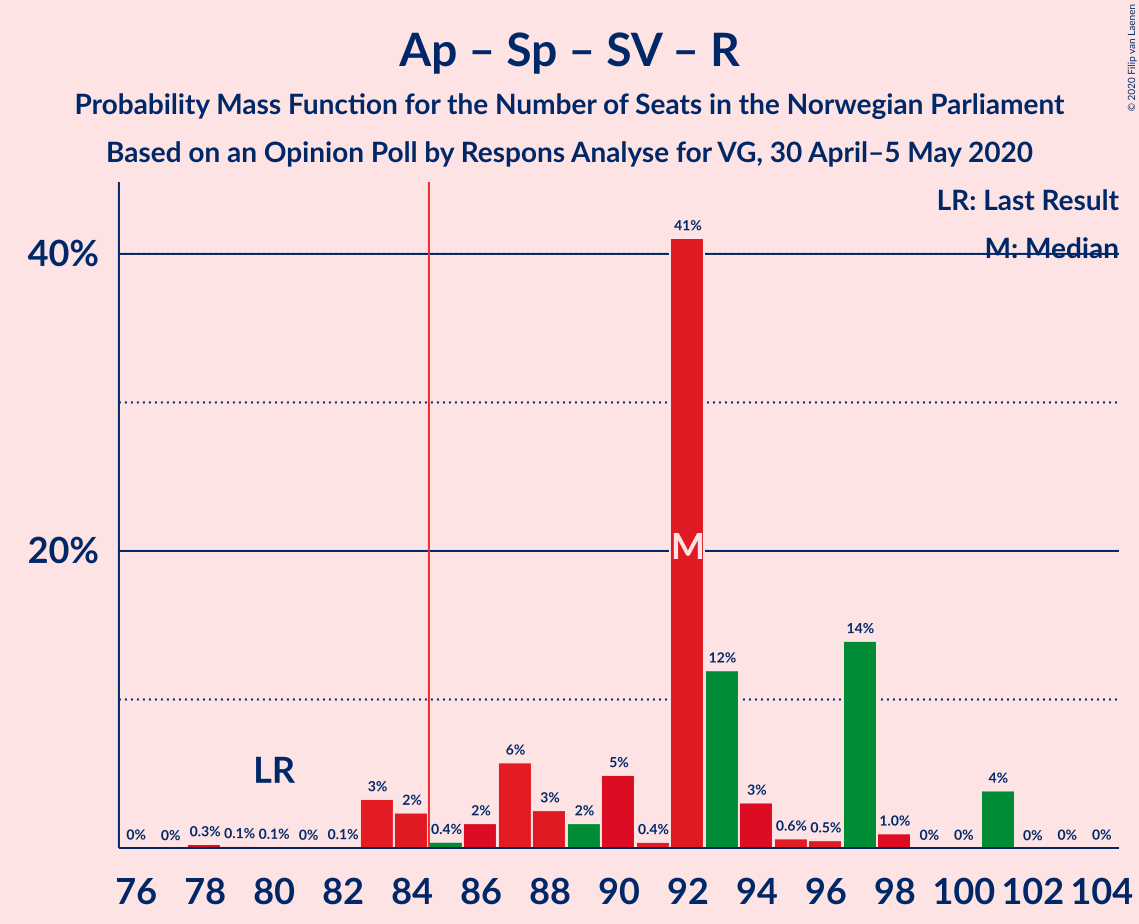 Ap – Sp – SV – R
Probability Mass Function for the Number of Seats in the Norwegian Parliament
Based on an Opinion Poll by Respons Analyse for VG, 30 April–5 May 2020
© 2020 Filip van Laenen
LR: Last Result
M: Median
40%
20%
LR
M
0% 0% 0.3% 0.1% 0.1% 0% 0.1% 3% 2% 0.4% 2% 6% 3% 2% 5% 0.4% 41% 12% 3% 0.6% 0.5% 14% 1.0% 0% 0% 4% 0% 0% 0%
76 78 80 82 84 86 88 90 92 94 96 98 100 102 104